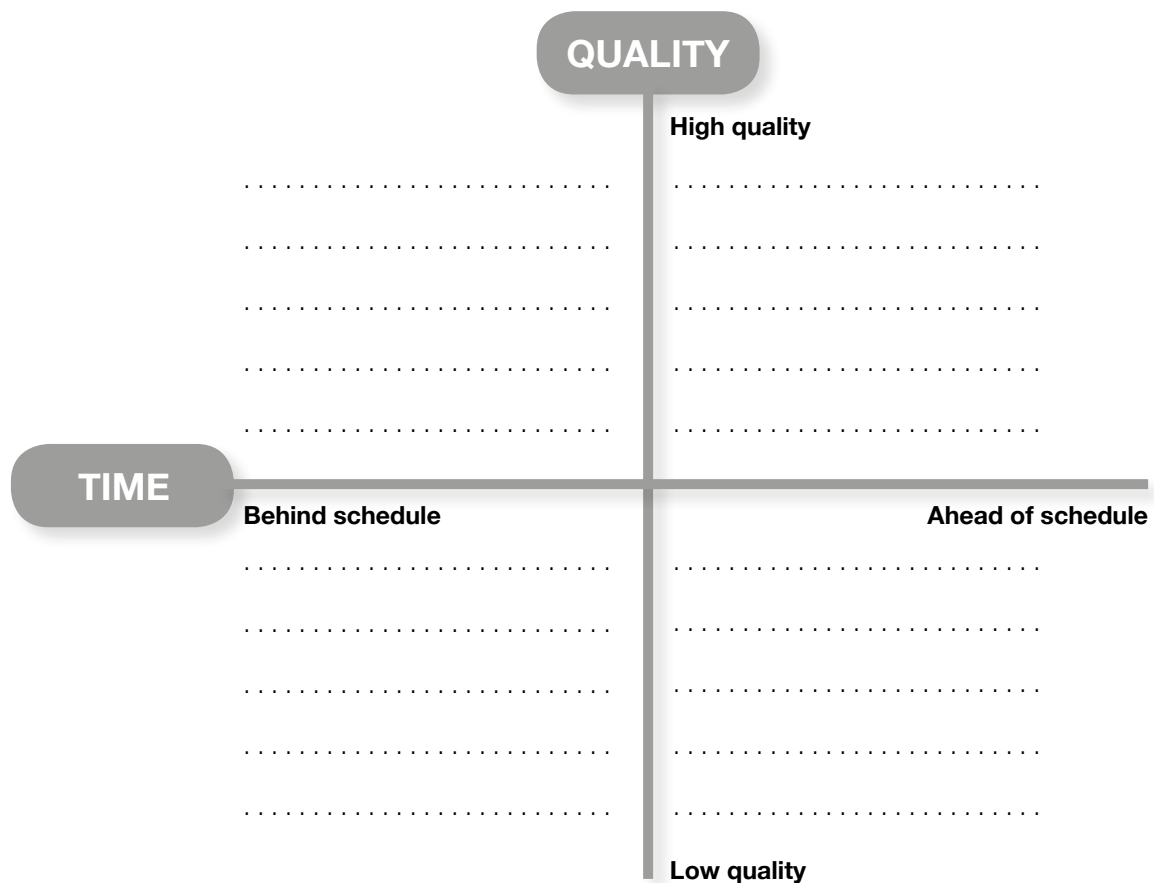 QUALITY
High quality
. . . . . . . . . . . . . . . . . . . . . . . . . . . . . . . . . . . . . . . . . . . . . . . . . . . . . .
. . . . . . . . . . . . . . . . . . . . . . . . . . . . . . . . . . . . . . . . . . . . . . . . . . . . . .
. . . . . . . . . . . . . . . . . . . . . . . . . . . . . . . . . . . . . . . . . . . . . . . . . . . . . .
. . . . . . . . . . . . . . . . . . . . . . . . . . . . . . . . . . . . . . . . . . . . . . . . . . . . . .
. . . . . . . . . . . . . . . . . . . . . . . . . . . . . . . . . . . . . . . . . . . . . . . . . . . . . .
TIME
Behind schedule Ahead of schedule
. . . . . . . . . . . . . . . . . . . . . . . . . . . . . . . . . . . . . . . . . . . . . . . . . . . . . .
. . . . . . . . . . . . . . . . . . . . . . . . . . . . . . . . . . . . . . . . . . . . . . . . . . . . . .
. . . . . . . . . . . . . . . . . . . . . . . . . . . . . . . . . . . . . . . . . . . . . . . . . . . . . .
. . . . . . . . . . . . . . . . . . . . . . . . . . . . . . . . . . . . . . . . . . . . . . . . . . . . . .
. . . . . . . . . . . . . . . . . . . . . . . . . . . . . . . . . . . . . . . . . . . . . . . . . . . . . .
Low quality